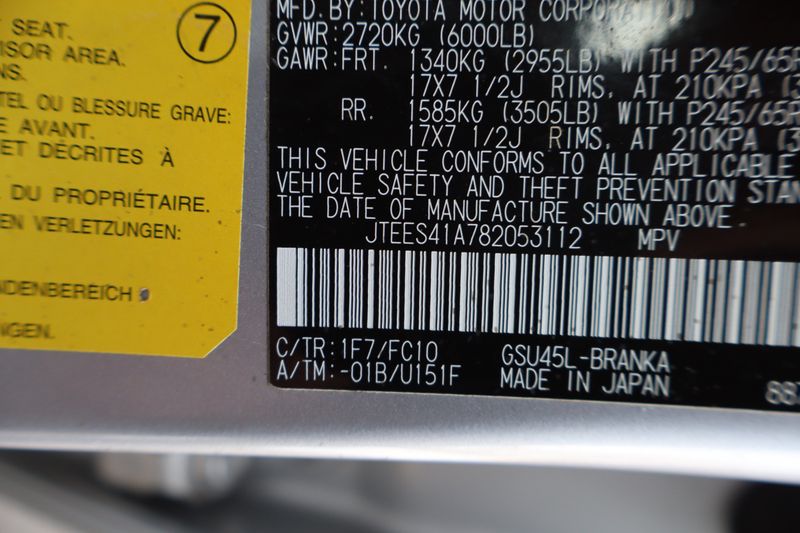 SEAT.
ISOR AREA.
NS.
7
TEL OU BLESSURE GRAVE:
E AVANT.
ET DÉCRITES À
DU PROPRIÉTAIRE.
EN VERLETZUNGEN:
ADENBEREICH
NGEN.
MFD. BY: TOYOTA MOTOR CORPORATION
GVWR: 2720KG (6000LB)
GAWR: FRT. 1340KG (2955LB) WITH P245/65R
17X7 1/2J RIMS, AT 210KPA (3
RR. 1585KG (3505LB) WITH P245/65R
17X7 1/2J RIMS, AT 210KPA (3
THIS VEHICLE CONFORMS TO ALL APPLICABLE
VEHICLE SAFETY AND THEFT PREVENTION STAN
THE DATE OF MANUFACTURE SHOWN ABOVE.
JTEES41A782053112 MPV
C/TR: 1F7/FC10 GSU45L-BRANKA
A/TM: -01B/U151F MADE IN JAPAN 887